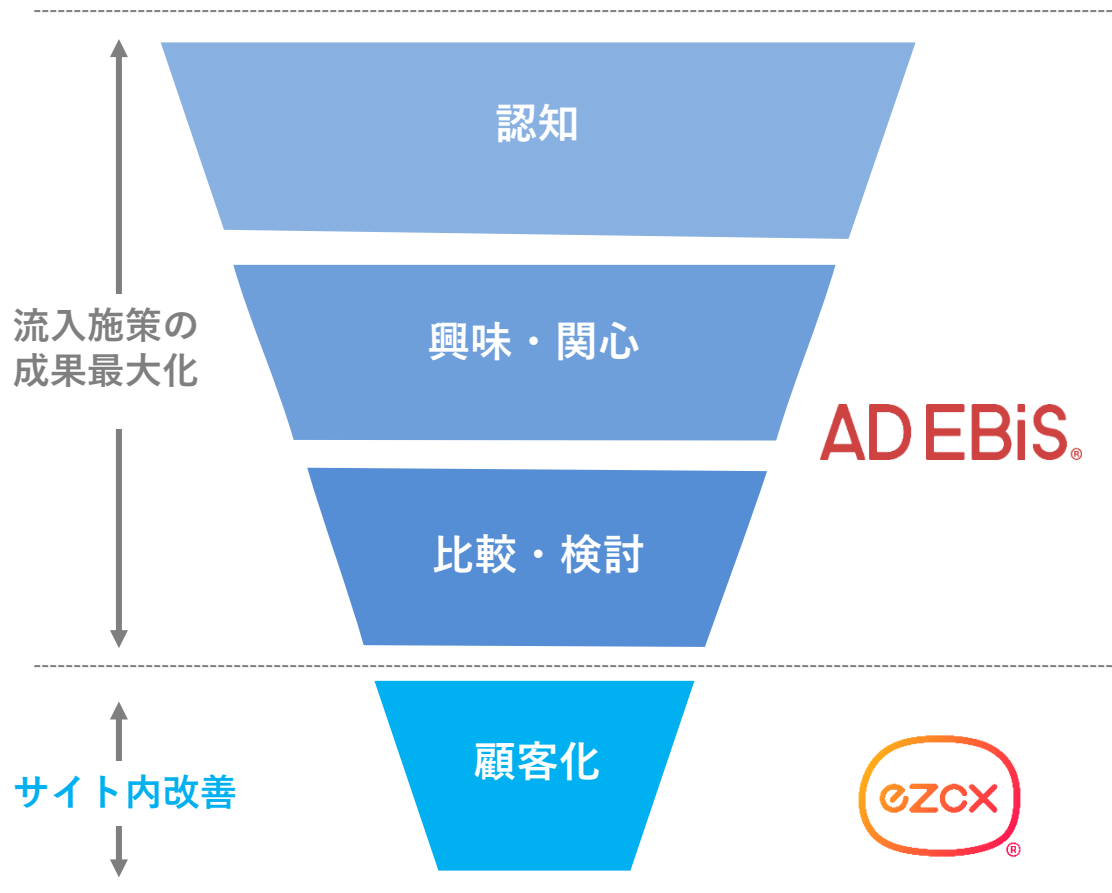 認知
流入施策の
成果最大化
興味・関心
AD EBiS®
比較・検討
顧客化
サイト内改善
ezcx®